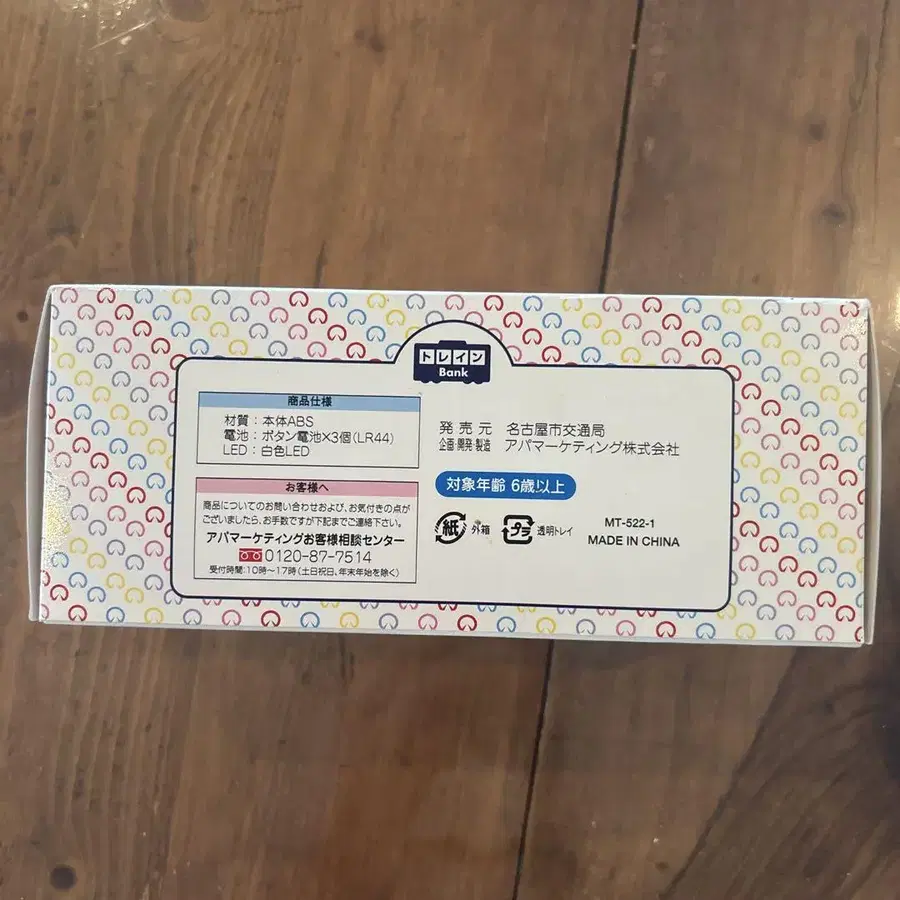 トレイン
Bank
商品仕様
材質：本体ABS
電池：ボタン電池×3個(LR44)
LED：白色LED
お客様へ
商品についてのお問い合わせおよび、お気付きの点が
ございましたら、お手数ですが下記までご連絡下さい。
アパマーケティングお客様相談センター
0120-87-7514
受付時間:10時〜17時(土日祝日、年末年始を除く)
発売元 名古屋市交通局
企画・開発・製造 アパマーケティング株式会社
対象年齢 6歳以上
紙 外箱 プラ 透明トレイ
MT-522-1
MADE IN CHINA